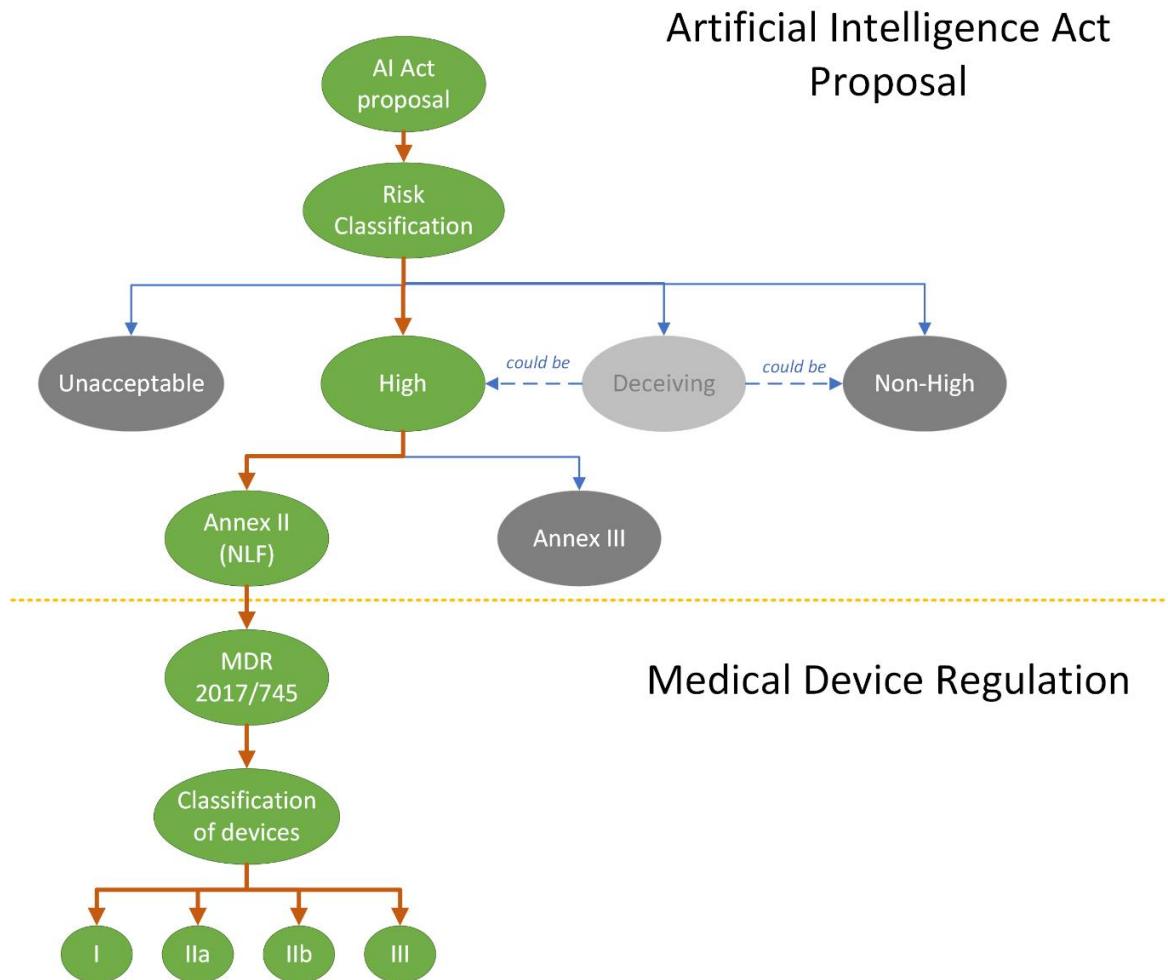 Artificial Intelligence Act
Proposal
AI Act
proposal
Risk
Classification
Unacceptable
High
could be
Deceiving
could be
Non-High
Annex II
(NLF)
Annex III
MDR
2017/745
Medical Device Regulation
Classification
of devices
I
IIa
IIb
III